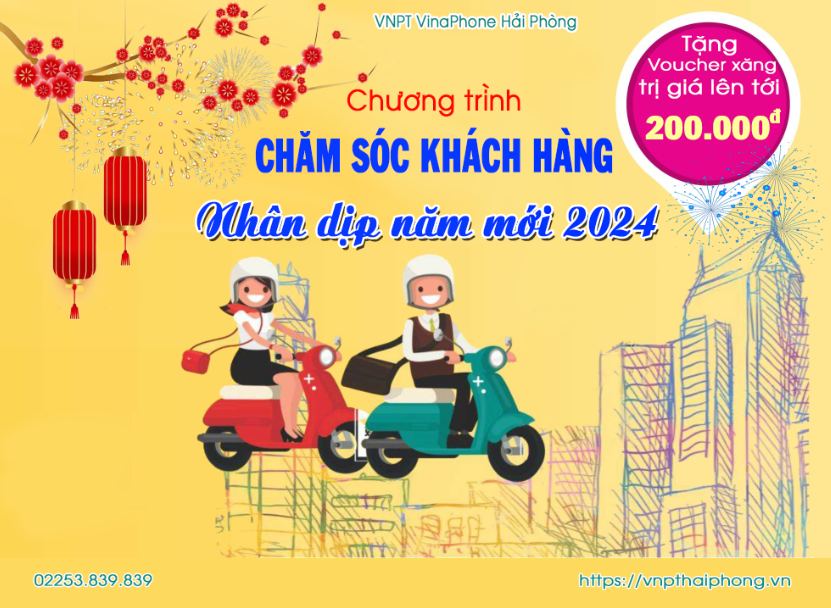 VNPT VinaPhone Hải Phòng
Tặng
Voucher xăng
trị giá lên tới
200.000đ
Chương trình
CHĂM SÓC KHÁCH HÀNG
Nhân dịp năm mới 2024
02253.839.839
https://vnpthaiphong.vn